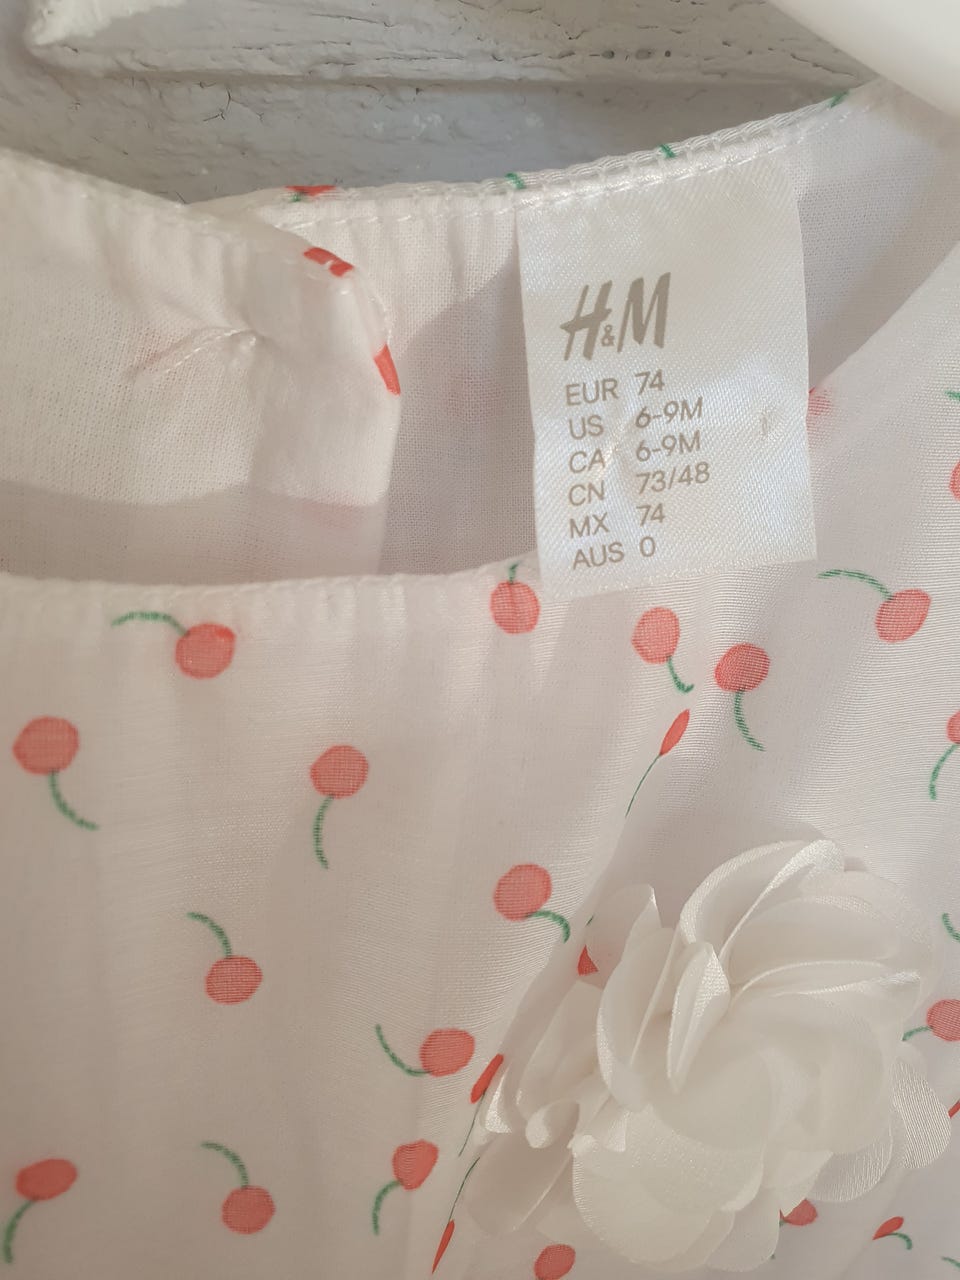 H&M
EUR 74
US 6-9M
CA 6-9M
CN 73/48
MX 74
AUS 0